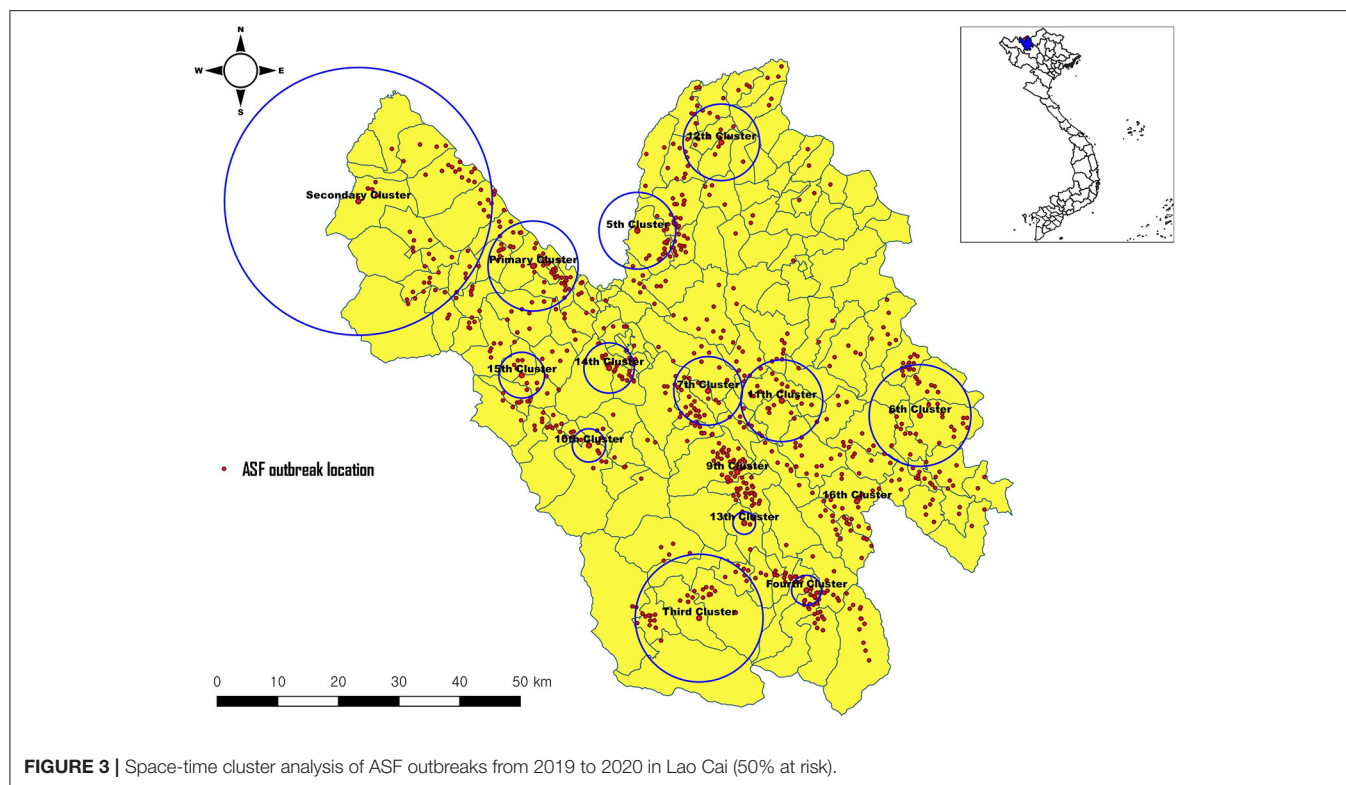 N
W E
S
12th Cluster
Secondary Cluster
5th Cluster
Primary Cluster
14th Cluster
15th Cluster
7th Cluster
11th Cluster
6th Cluster
10th Cluster
9th Cluster
ASF outbreak location
16th Cluster
13th Cluster
Fourth Cluster
Third Cluster
0 10 20 30 40 50 km
FIGURE 3 | Space-time cluster analysis of ASF outbreaks from 2019 to 2020 in Lao Cai (50% at risk).